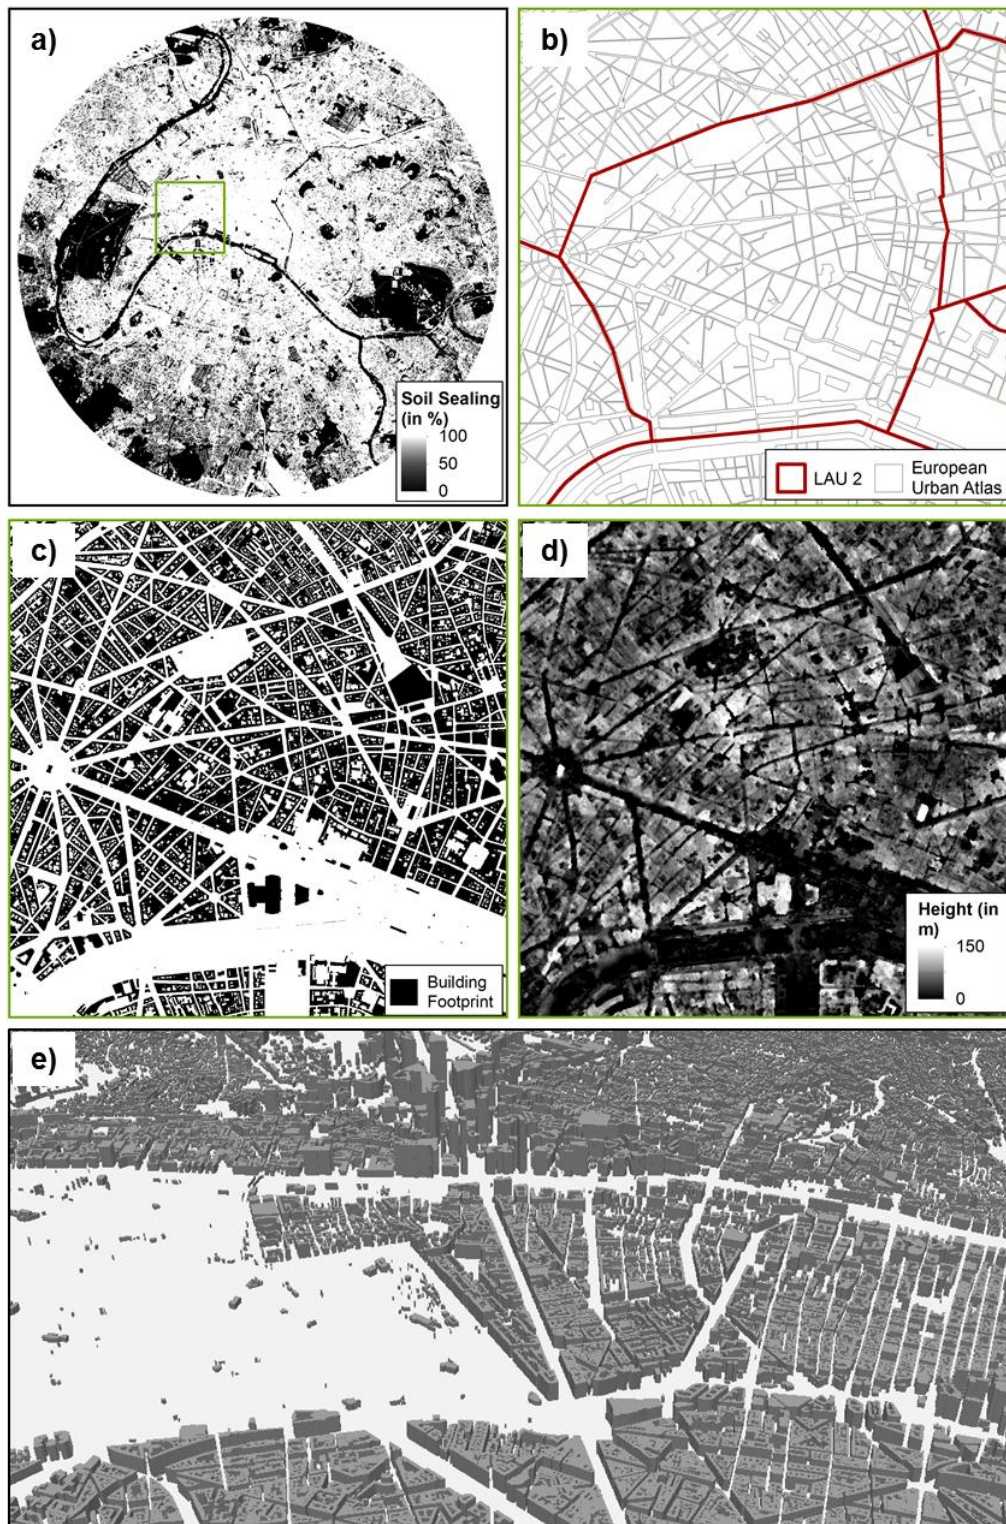 a)
Soil Sealing
(in %)
100
50
0
b)
LAU 2
European
Urban Atlas
c)
Building
Footprint
d)
Height (in
m)
150
0
e)